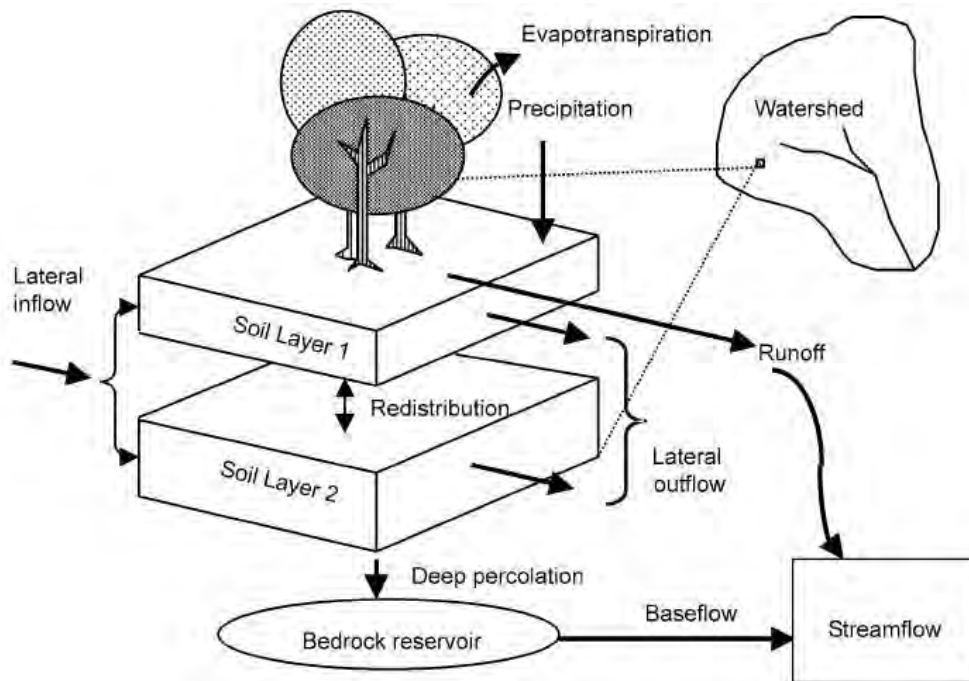 Evapotranspiration
Precipitation
Watershed
Lateral
inflow
Soil Layer 1
Runoff
Redistribution
Soil Layer 2
Lateral
outflow
Deep percolation
Baseflow
Bedrock reservoir
Streamflow